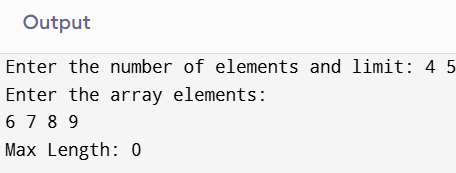 Output
Enter the number of elements and limit: 4 5
Enter the array elements:
6 7 8 9
Max Length: 0